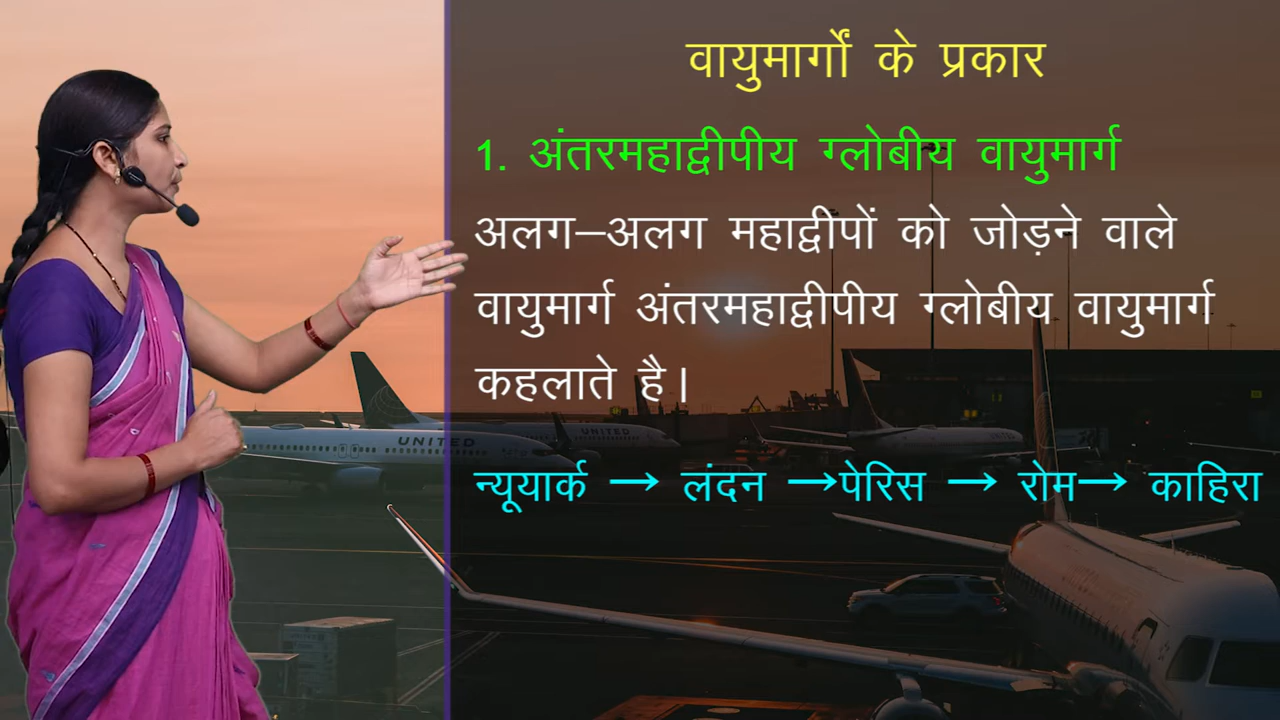 वायुमार्गों के प्रकार
1. अंतरमहाद्वीपीय ग्लोबीय वायुमार्ग
अलग–अलग महाद्वीपों को जोड़ने वाले
वायुमार्ग अंतरमहाद्वीपीय ग्लोबीय वायुमार्ग
कहलाते है।
UNITED
UNITED
न्यूयार्क → लंदन →पेरिस → रोम→ काहिरा